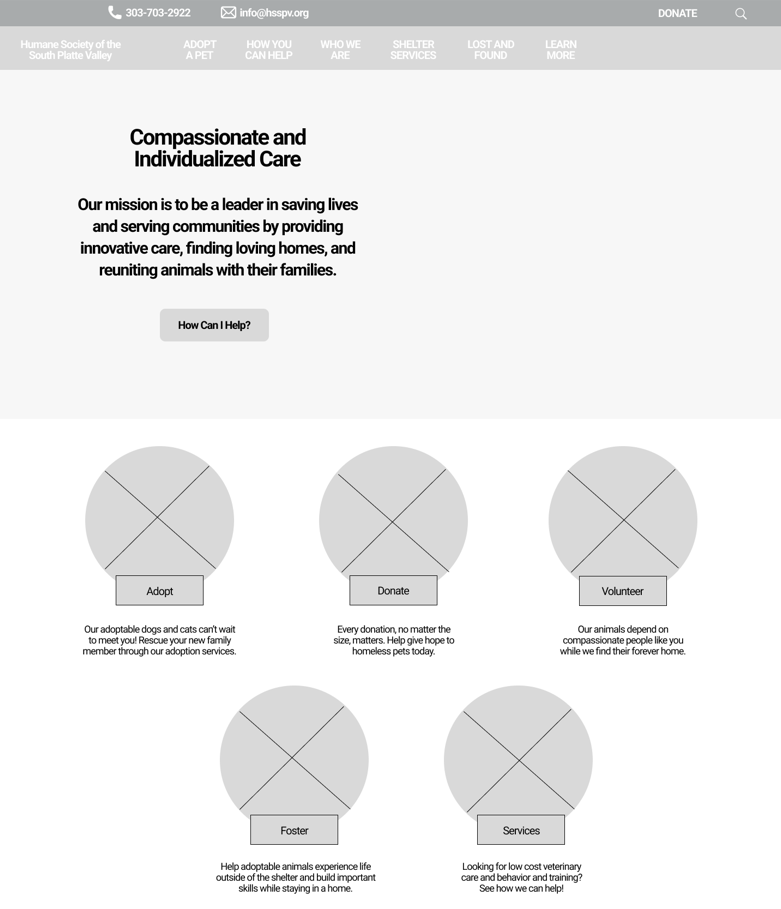 303-703-2922
info@hsspv.org
DONATE
Humane Society of the
South Platte Valley
ADOPT
A PET
HOW YOU
CAN HELP
WHO WE
ARE
SHELTER
SERVICES
LOST AND
FOUND
LEARN
MORE
Compassionate and
Individualized Care
Our mission is to be a leader in saving lives
and serving communities by providing
innovative care, finding loving homes, and
reuniting animals with their families.
How Can I Help?
Adopt
Our adoptable dogs and cats can't wait
to meet you! Rescue your new family
member through our adoption services.
Donate
Every donation, no matter the
size, matters. Help give hope to
homeless pets today.
Volunteer
Our animals depend on
compassionate people like you
while we find their forever home.
Foster
Help adoptable animals experience life
outside of the shelter and build important
skills while staying in a home.
Services
Looking for low cost veterinary
care and behavior and training?
See how we can help!